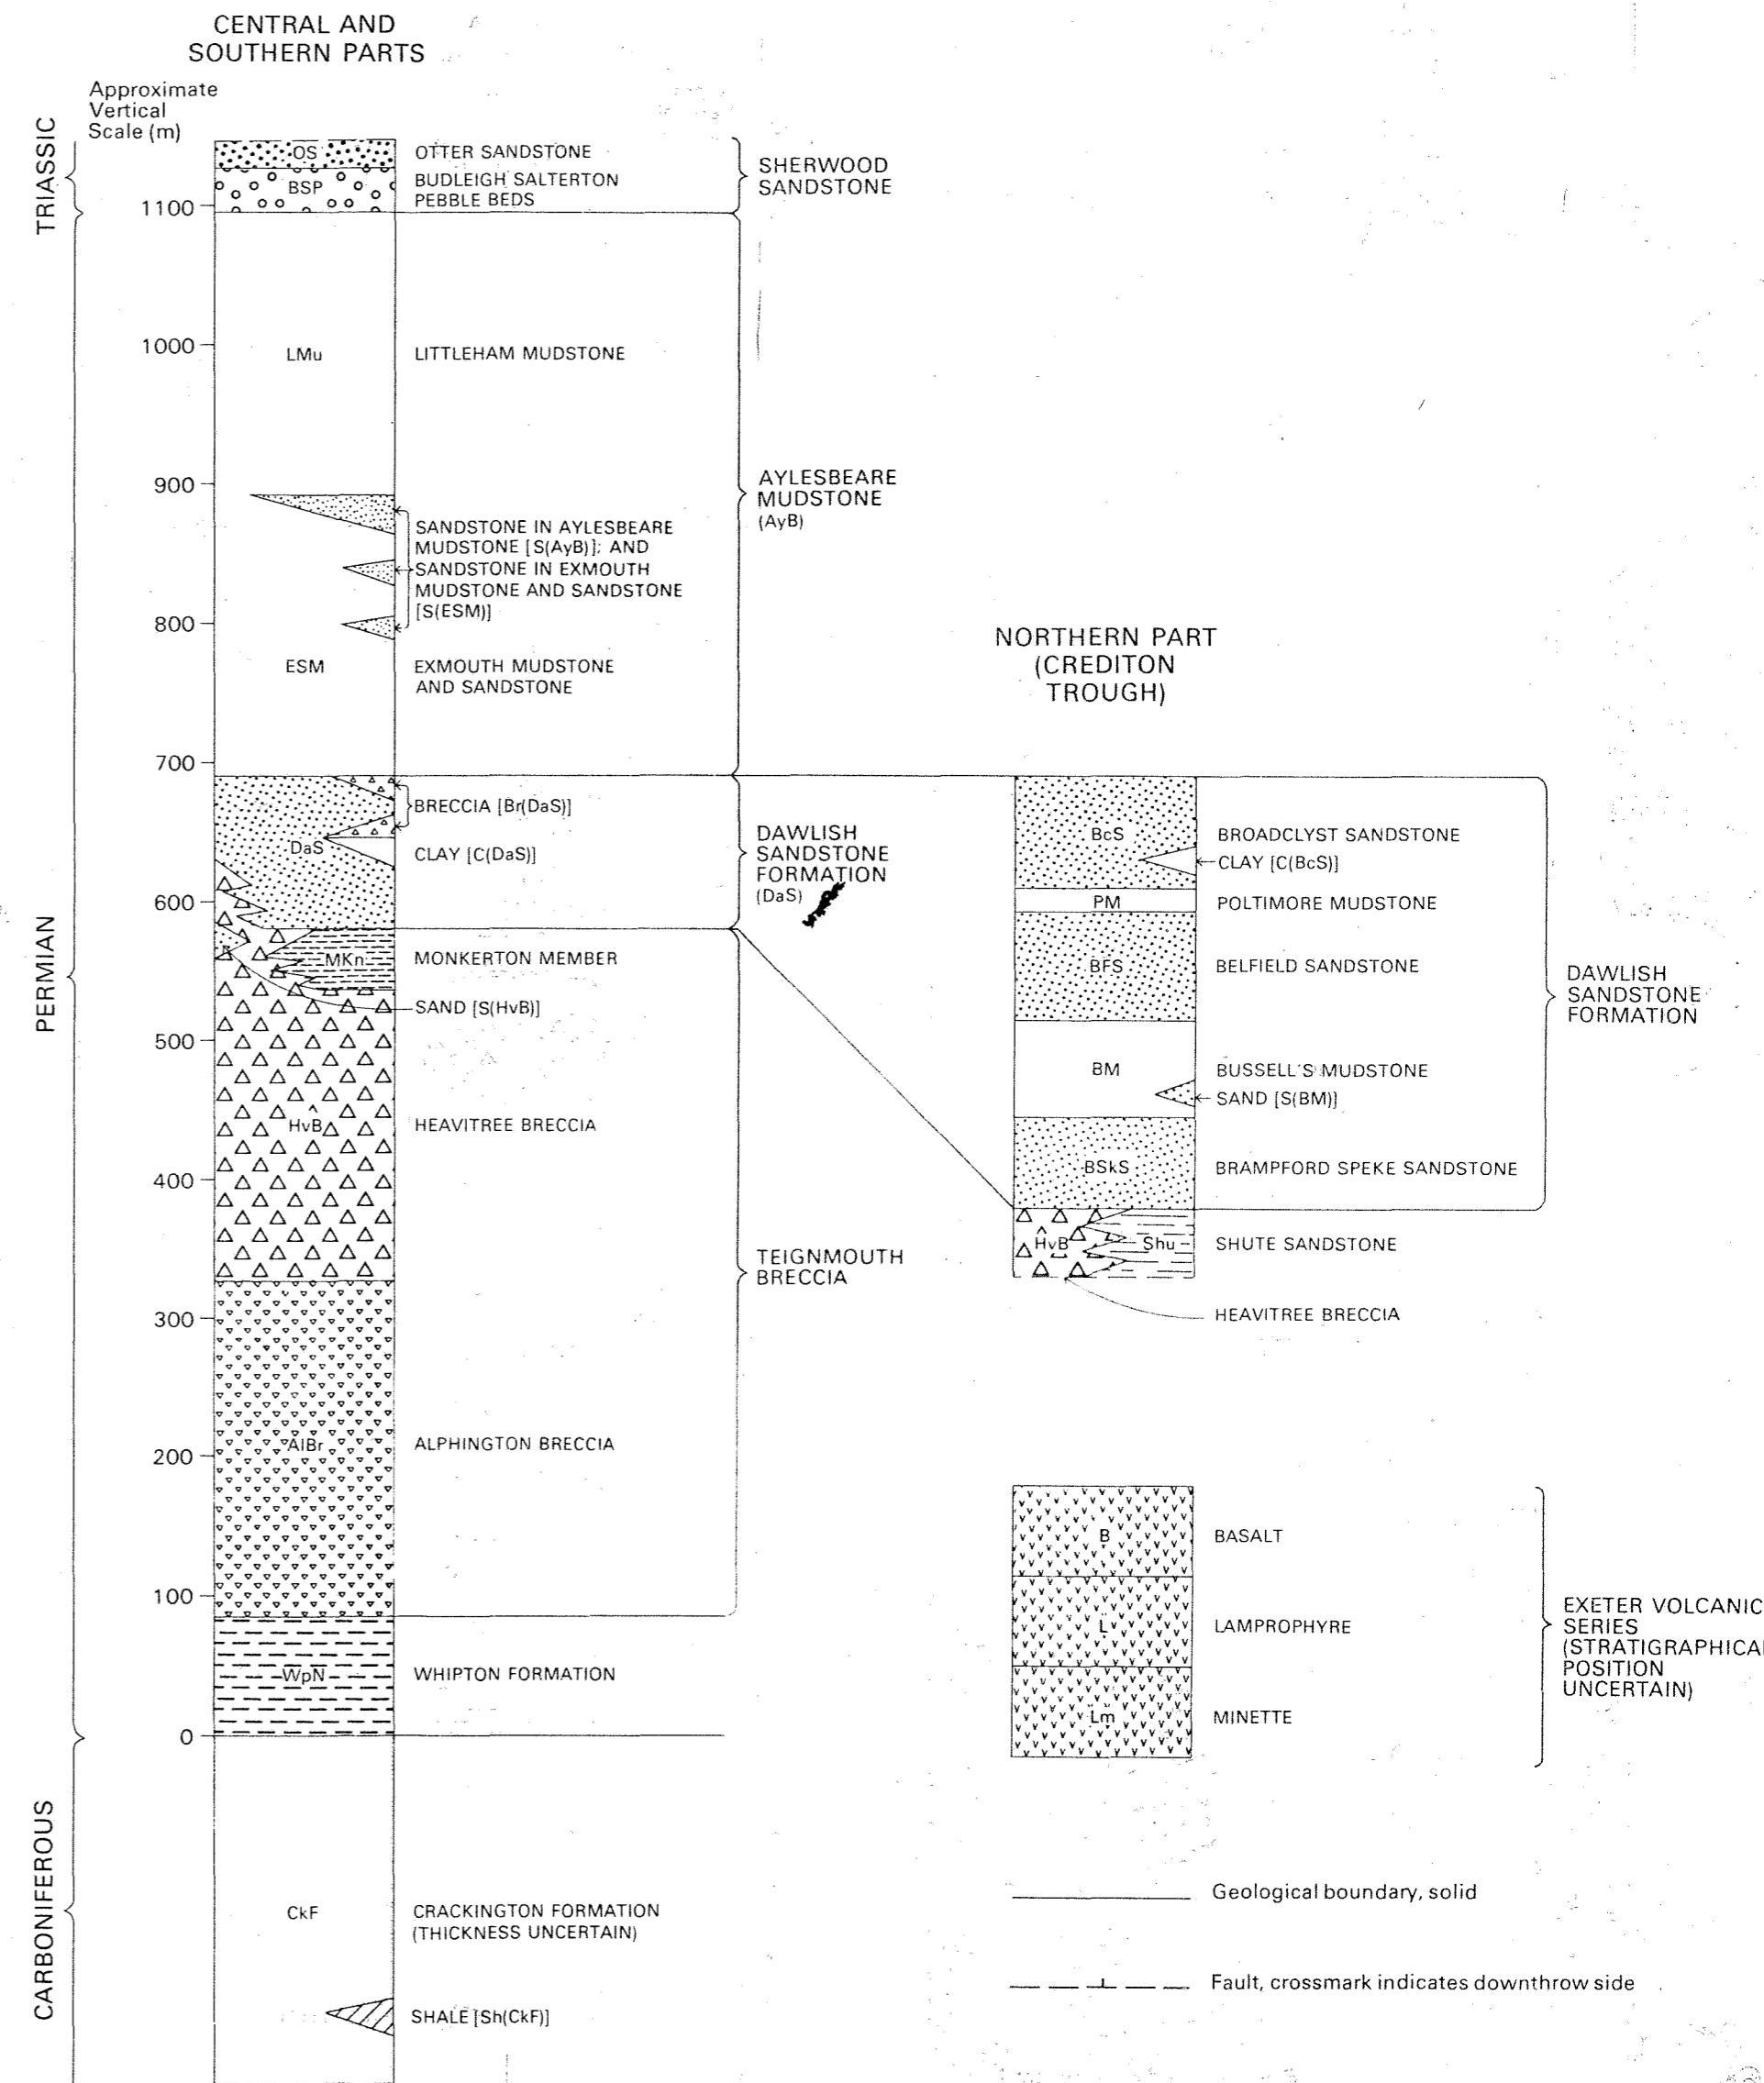 CENTRAL AND
SOUTHERN PARTS
Approximate
Vertical
Scale (m)
TRIASSIC
PERMIAN
CARBONIFEROUS
1100
1000
900
800
700
600
500
400
300
200
100
0
OS
BSP
LMu
ESM
DaS
MKn
HvB
AlBr
WpN
CkF
OTTER SANDSTONE
BUDLEIGH SALTERTON
PEBBLE BEDS
LITTLEHAM MUDSTONE
SANDSTONE IN AYLESBEARE
MUDSTONE [S(AyB)]; AND
SANDSTONE IN EXMOUTH
MUDSTONE AND SANDSTONE
[S(ESM)]
EXMOUTH MUDSTONE
AND SANDSTONE
BRECCIA [Br(DaS)]
CLAY [C(DaS)]
MONKERTON MEMBER
SAND [S(HvB)]
HEAVITREE BRECCIA
ALPHINGTON BRECCIA
WHIPTON FORMATION
CRACKINGTON FORMATION
(THICKNESS UNCERTAIN)
SHALE [Sh(CkF)]
SHERWOOD
SANDSTONE
AYLESBEARE
MUDSTONE
(AyB)
DAWLISH
SANDSTONE
FORMATION
(DaS)
TEIGNMOUTH
BRECCIA
NORTHERN PART
(CREDITON
TROUGH)
BcS
PM
BFS
BM
BSkS
HvB
Shu
BROADCLYST SANDSTONE
CLAY [C(BcS)]
POLTIMORE MUDSTONE
BELFIELD SANDSTONE
BUSSELL'S MUDSTONE
SAND [S(BM)]
BRAMPFORD SPEKE SANDSTONE
SHUTE SANDSTONE
HEAVITREE BRECCIA
DAWLISH
SANDSTONE
FORMATION
B
L
Lm
BASALT
LAMPROPHYRE
MINETTE
EXETER VOLCANIC
SERIES
(STRATIGRAPHICAL
POSITION
UNCERTAIN)
Geological boundary, solid
Fault, crossmark indicates downthrow side